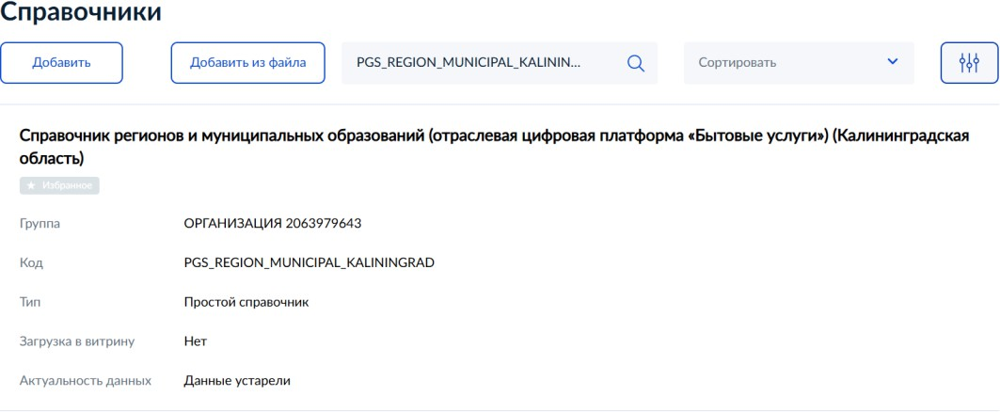 Справочники
Добавить
Добавить из файла
PGS_REGION_MUNICIPAL_KALININ...
Сортировать
Справочник регионов и муниципальных образований (отраслевая цифровая платформа «Бытовые услуги») (Калининградская
область)
Избранное
Группа ОРГАНИЗАЦИЯ 2063979643
Код PGS_REGION_MUNICIPAL_KALININGRAD
Тип Простой справочник
Загрузка в витрину Нет
Актуальность данных Данные устарели